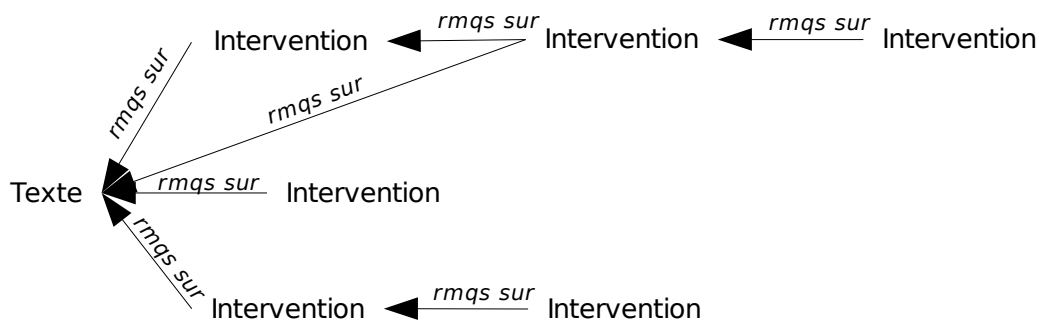 rmqs sur
rmqs sur
Intervention
Intervention
Intervention
rmqs sur
rmqs sur
Texte
rmqs sur
Intervention
rmqs sur
rmqs sur
Intervention
Intervention